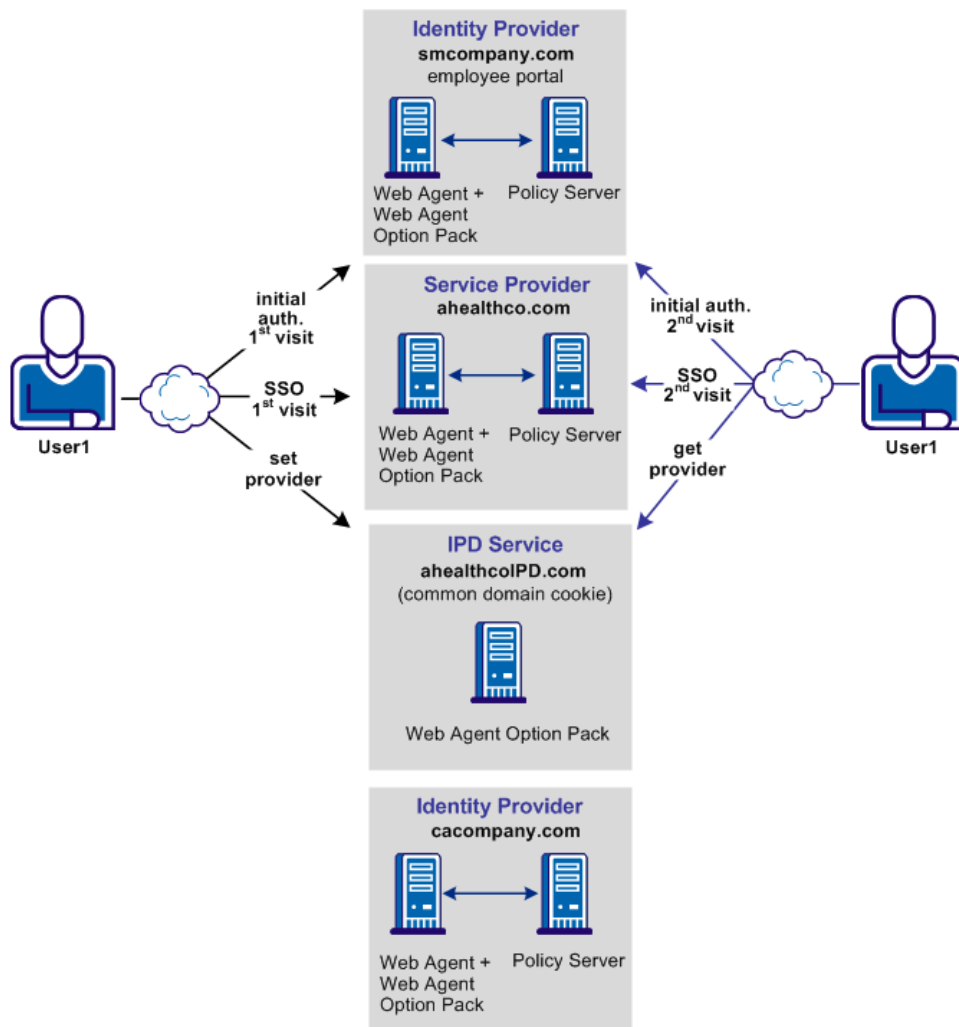 Identity Provider
smcompany.com
employee portal
Web Agent +
Web Agent
Option Pack
Policy Server
initial
auth.
1st visit
SSO
1st visit
set
provider
User1
Service Provider
ahealthco.com
Web Agent +
Web Agent
Option Pack
Policy Server
initial auth.
2nd visit
SSO
2nd visit
get
provider
User1
IPD Service
ahealthcoIPD.com
(common domain cookie)
Web Agent Option Pack
Identity Provider
cacompany.com
Web Agent +
Web Agent
Option Pack
Policy Server